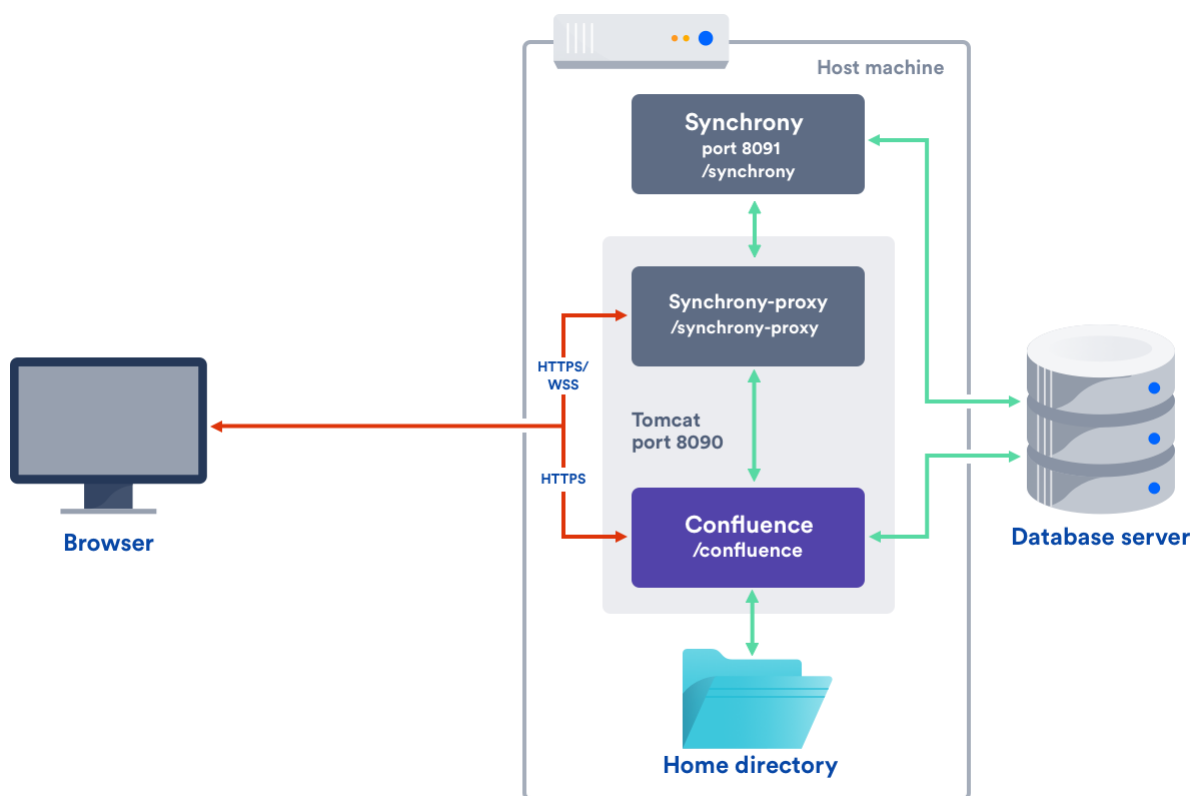 Host machine
Synchrony
port 8091
/synchrony
Synchrony-proxy
/synchrony-proxy
HTTPS/
WSS
Tomcat
port 8090
HTTPS
Confluence
/confluence
Browser
Database server
Home directory